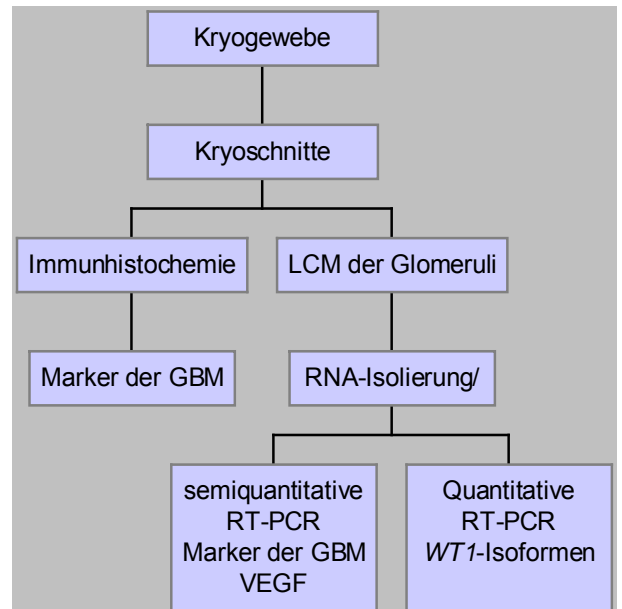 Kryogewebe
Kryoschnitte
Immunhistochemie
LCM der Glomeruli
Marker der GBM
RNA-Isolierung/
semiquantitative
RT-PCR
Marker der GBM
VEGF
Quantitative
RT-PCR
WT1-Isoformen